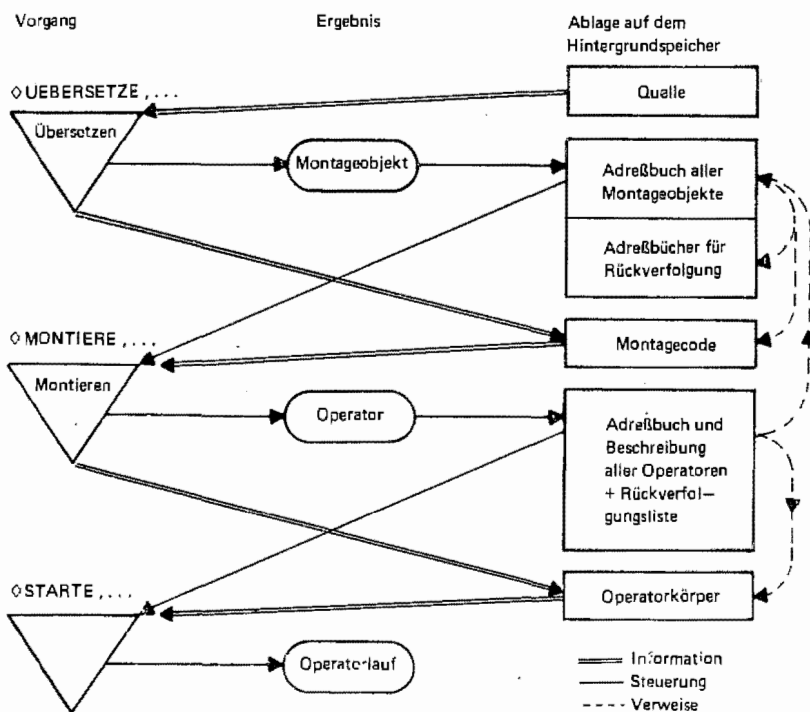 Vorgang
Ergebnis
Ablage auf dem
Hintergrundspeicher
◊UEBERSETZE , . . .
Übersetzen
Quelle
Montageobjekt
Adreßbuch aller
Montageobjekte
Adreßbücher für
Rückverfolgung
◊MONTIERE , . . .
Montieren
Montagecode
Operator
Adreßbuch und
Beschreibung
aller Operatoren
+ Rückverfol-
gungsliste
◊STARTE , . . .
Operatorkörper
Operatorlauf
Information
Steuerung
Verweise